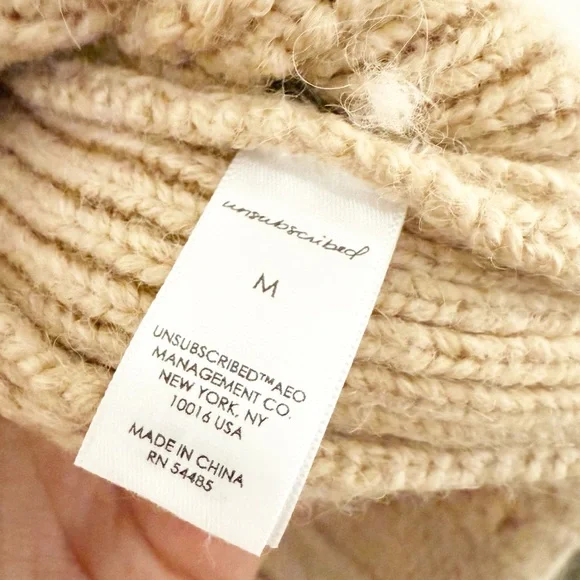 unsubscribed
M
UNSUBSCRIBED™AEO
MANAGEMENT CO.
NEW YORK, NY
10016 USA
MADE IN CHINA
RN 54485